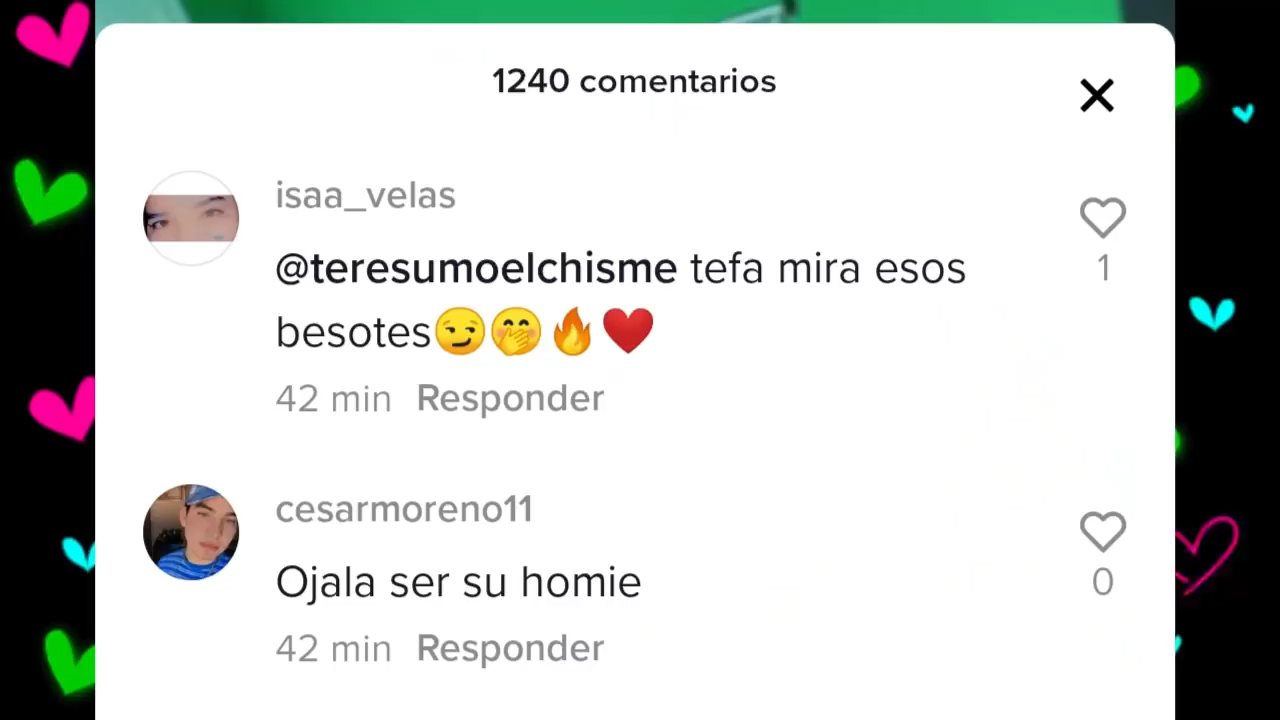 1240 comentarios
isaa_velas
@teresumoelchisme tefa mira esos
besotes😏🤭🔥❤️
1
42 min Responder
cesarmoreno11
Ojala ser su homie
0
42 min Responder